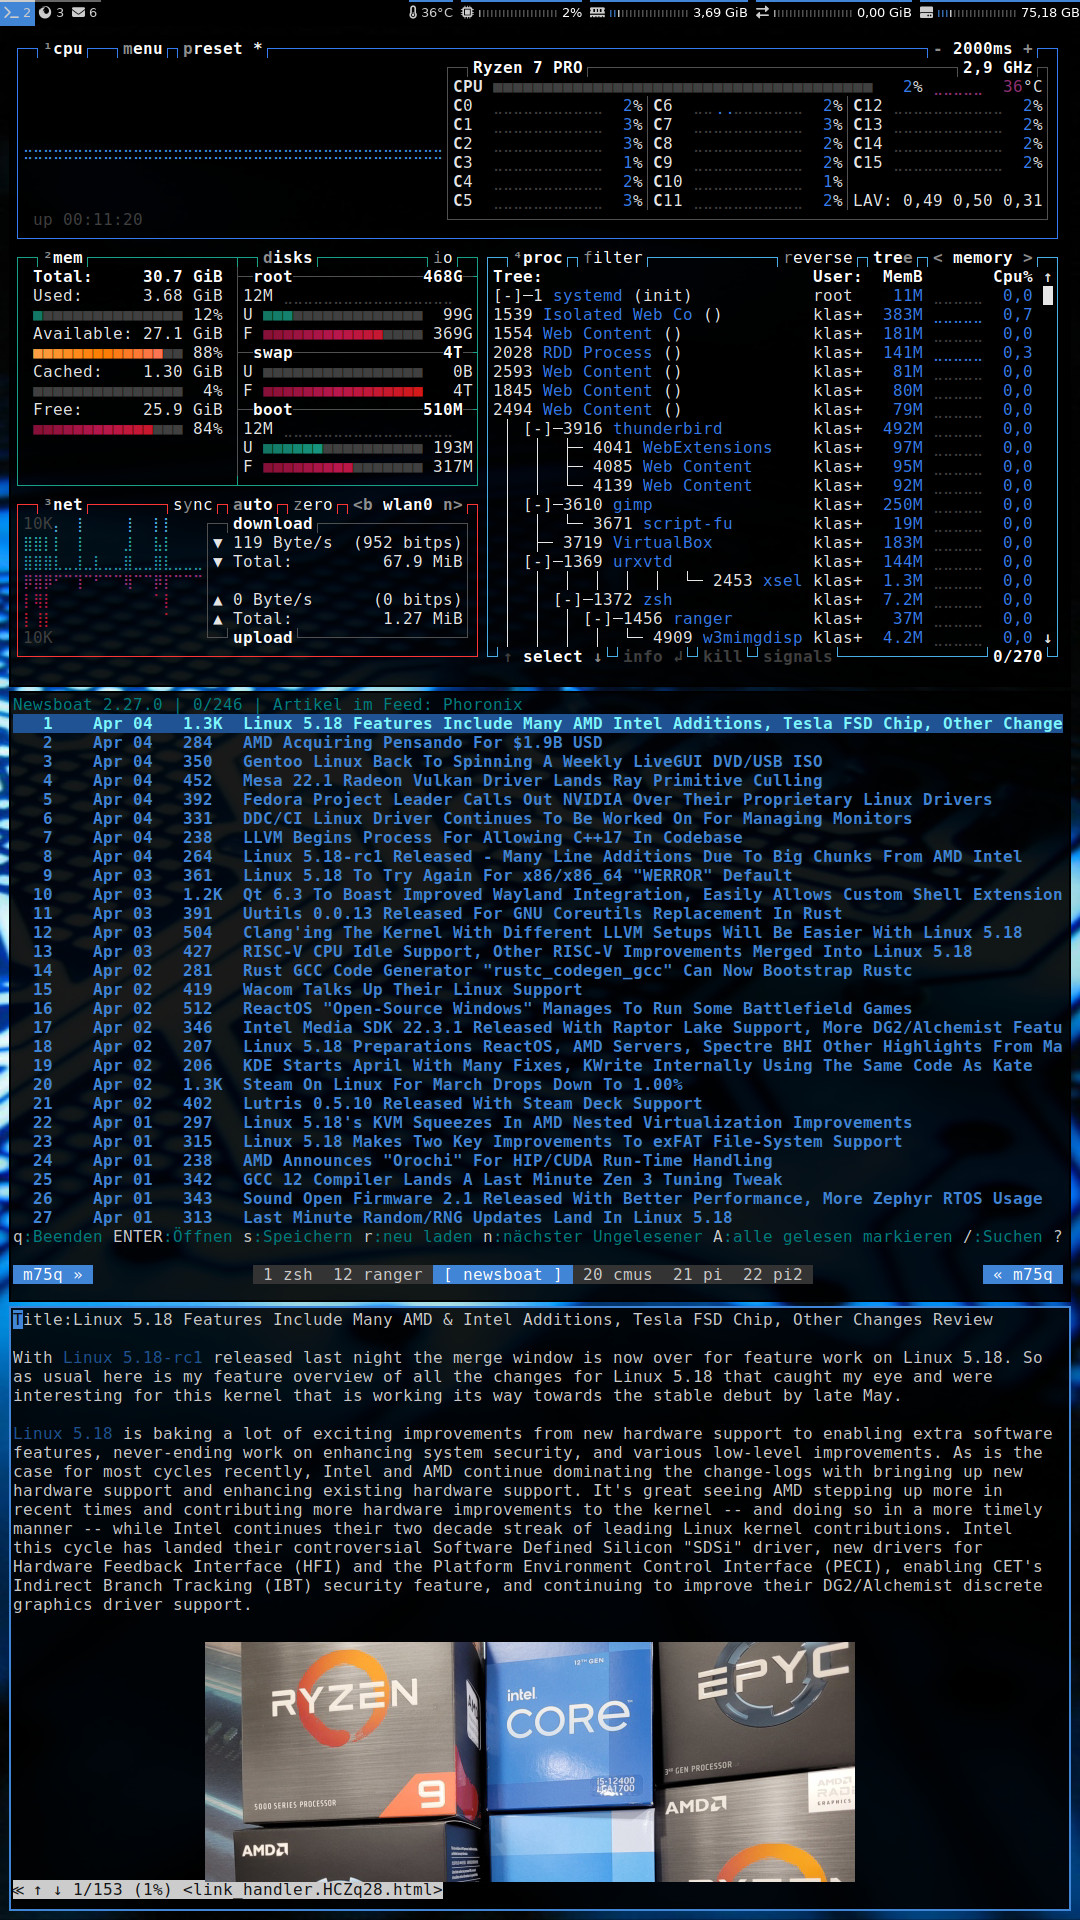 2 3 6 36°C 2% 3,69 GiB 0,00 GiB 75,18 GB
¹cpu menu preset * - 2000ms +
Ryzen 7 PRO 2,9 GHz
CPU 2% 36°C
C0 2% C6 2% C12 2%
C1 3% C7 3% C13 2%
C2 3% C8 2% C14 2%
C3 1% C9 2% C15 2%
C4 2% C10 1%
C5 3% C11 2% LAV: 0,49 0,50 0,31
up 00:11:20
²mem disks io
Total: 30.7 GiB
Used: 3.68 GiB
12%
Available: 27.1 GiB
88%
Cached: 1.30 GiB
4%
Free: 25.9 GiB
84%
root 468G
12M
U 99G
F 369G
swap 4T
U 0B
F 4T
boot 510M
12M
U 193M
F 317M
³net sync auto zero <b wlan0 n>
10K
download
▼ 119 Byte/s (952 bitps)
▼ Total: 67.9 MiB
▲ 0 Byte/s (0 bitps)
▲ Total: 1.27 MiB
10K
upload
⁴proc filter reverse tree < memory >
Tree: User: MemB Cpu% ↑
[-]─1 systemd (init) root 11M 0,0
1539 Isolated Web Co () klas+ 383M 0,7
1554 Web Content () klas+ 181M 0,0
2028 RDD Process () klas+ 141M 0,3
2593 Web Content () klas+ 81M 0,0
1845 Web Content () klas+ 80M 0,0
2494 Web Content () klas+ 79M 0,0
[-]─3916 thunderbird klas+ 492M 0,0
4041 WebExtensions klas+ 97M 0,0
4085 Web Content klas+ 95M 0,0
4139 Web Content klas+ 92M 0,0
[-]─3610 gimp klas+ 250M 0,0
3671 script-fu klas+ 19M 0,0
3719 VirtualBox klas+ 183M 0,0
[-]─1369 urxvtd klas+ 144M 0,0
2453 xsel klas+ 1.3M 0,0
[-]─1372 zsh klas+ 7.2M 0,0
[-]─1456 ranger klas+ 37M 0,0
4909 w3mimgdisp klas+ 4.2M 0,0 ↓
↑ select ↓ info ↲ kill signals 0/270
Newsboat 2.27.0 | 0/246 | Artikel im Feed: Phoronix
1 Apr 04 1.3K Linux 5.18 Features Include Many AMD Intel Additions, Tesla FSD Chip, Other Change
2 Apr 04 284 AMD Acquiring Pensando For $1.9B USD
3 Apr 04 350 Gentoo Linux Back To Spinning A Weekly LiveGUI DVD/USB ISO
4 Apr 04 452 Mesa 22.1 Radeon Vulkan Driver Lands Ray Primitive Culling
5 Apr 04 392 Fedora Project Leader Calls Out NVIDIA Over Their Proprietary Linux Drivers
6 Apr 04 331 DDC/CI Linux Driver Continues To Be Worked On For Managing Monitors
7 Apr 04 238 LLVM Begins Process For Allowing C++17 In Codebase
8 Apr 04 264 Linux 5.18-rc1 Released - Many Line Additions Due To Big Chunks From AMD Intel
9 Apr 03 361 Linux 5.18 To Try Again For x86/x86_64 "WERROR" Default
10 Apr 03 1.2K Qt 6.3 To Boast Improved Wayland Integration, Easily Allows Custom Shell Extension
11 Apr 03 391 Uutils 0.0.13 Released For GNU Coreutils Replacement In Rust
12 Apr 03 504 Clang'ing The Kernel With Different LLVM Setups Will Be Easier With Linux 5.18
13 Apr 03 427 RISC-V CPU Idle Support, Other RISC-V Improvements Merged Into Linux 5.18
14 Apr 02 281 Rust GCC Code Generator "rustc_codegen_gcc" Can Now Bootstrap Rustc
15 Apr 02 419 Wacom Talks Up Their Linux Support
16 Apr 02 512 ReactOS "Open-Source Windows" Manages To Run Some Battlefield Games
17 Apr 02 346 Intel Media SDK 22.3.1 Released With Raptor Lake Support, More DG2/Alchemist Featu
18 Apr 02 207 Linux 5.18 Preparations ReactOS, AMD Servers, Spectre BHI Other Highlights From Ma
19 Apr 02 206 KDE Starts April With Many Fixes, KWrite Internally Using The Same Code As Kate
20 Apr 02 1.3K Steam On Linux For March Drops Down To 1.00%
21 Apr 02 402 Lutris 0.5.10 Released With Steam Deck Support
22 Apr 01 297 Linux 5.18's KVM Squeezes In AMD Nested Virtualization Improvements
23 Apr 01 315 Linux 5.18 Makes Two Key Improvements To exFAT File-System Support
24 Apr 01 238 AMD Announces "Orochi" For HIP/CUDA Run-Time Handling
25 Apr 01 342 GCC 12 Compiler Lands A Last Minute Zen 3 Tuning Tweak
26 Apr 01 343 Sound Open Firmware 2.1 Released With Better Performance, More Zephyr RTOS Usage
27 Apr 01 313 Last Minute Random/RNG Updates Land In Linux 5.18
q:Beenden ENTER:Öffnen s:Speichern r:neu laden n:nächster Ungelesener A:alle gelesen markieren /:Suchen ?
m75q » 1 zsh 12 ranger [ newsboat ] 20 cmus 21 pi 22 pi2 « m75q
Title:Linux 5.18 Features Include Many AMD & Intel Additions, Tesla FSD Chip, Other Changes Review
With Linux 5.18-rc1 released last night the merge window is now over for feature work on Linux 5.18. So
as usual here is my feature overview of all the changes for Linux 5.18 that caught my eye and were
interesting for this kernel that is working its way towards the stable debut by late May.
Linux 5.18 is baking a lot of exciting improvements from new hardware support to enabling extra software
features, never-ending work on enhancing system security, and various low-level improvements. As is the
case for most cycles recently, Intel and AMD continue dominating the change-logs with bringing up new
hardware support and enhancing existing hardware support. It's great seeing AMD stepping up more in
recent times and contributing more hardware improvements to the kernel -- and doing so in a more timely
manner -- while Intel continues their two decade streak of leading Linux kernel contributions. Intel
this cycle has landed their controversial Software Defined Silicon "SDSi" driver, new drivers for
Hardware Feedback Interface (HFI) and the Platform Environment Control Interface (PECI), enabling CET's
Indirect Branch Tracking (IBT) security feature, and continuing to improve their DG2/Alchemist discrete
graphics driver support.
RYZEN
9
5000 SERIES PROCESSOR
AMD
12TH GEN
intel
CORE
i5-12400
LGA1700
EPYC
3RD GEN PROCESSOR
AMD
AMD
RADE
GRAPHICS
RYZEN
≪ ↑ ↓ 1/153 (1%) <link_handler.HCZq28.html>